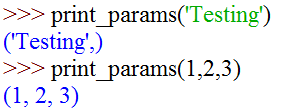 >>> print_params('Testing')
('Testing',)
>>> print_params(1,2,3)
(1, 2, 3)